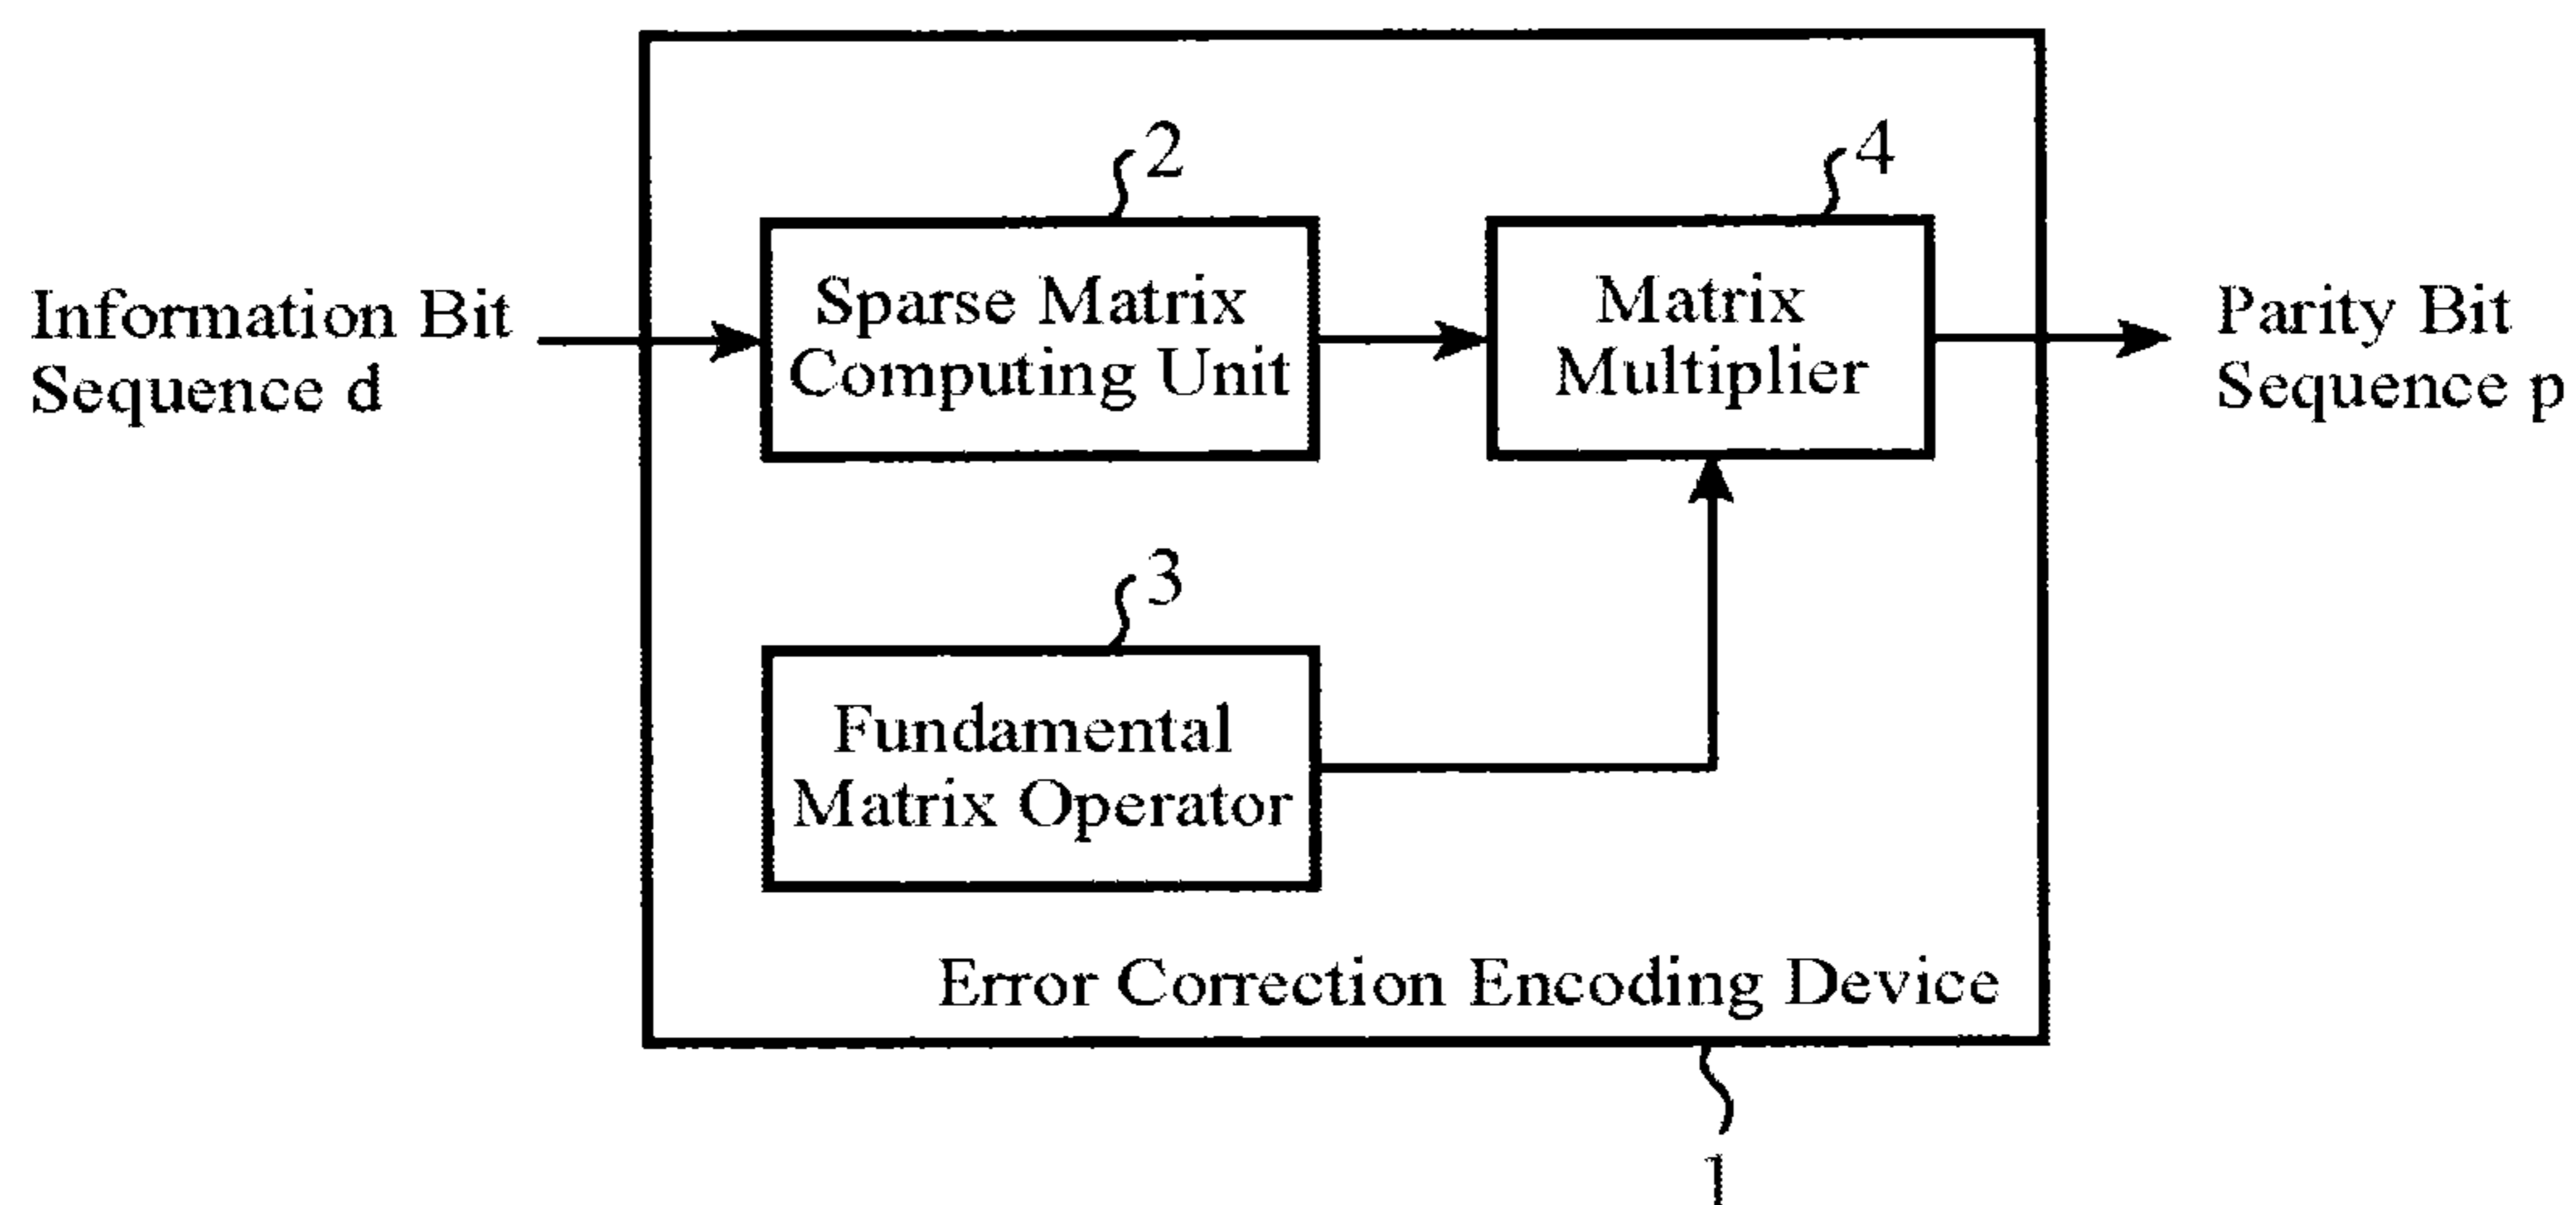 2
4
Information Bit
Sequence d
Sparse Matrix
Computing Unit
Matrix
Multiplier
Parity Bit
Sequence p
3
Fundamental
Matrix Operator
Error Correction Encoding Device
1